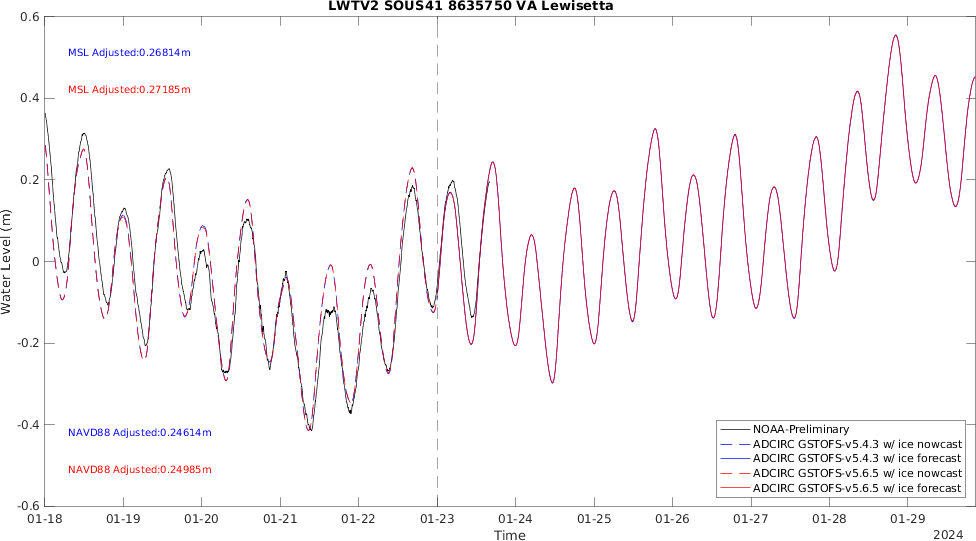 LWTV2 SOUS41 8635750 VA Lewisetta
MSL Adjusted:0.26814m
MSL Adjusted:0.27185m
NAVD88 Adjusted:0.24614m
NAVD88 Adjusted:0.24985m
Water Level (m)
0.6
0.4
0.2
0
-0.2
-0.4
-0.6
01-18
01-19
01-20
01-21
01-22
01-23
01-24
01-25
01-26
01-27
01-28
01-29
Time
2024
NOAA-Preliminary
ADCIRC GSTOFS-v5.4.3 w/ ice nowcast
ADCIRC GSTOFS-v5.4.3 w/ ice forecast
ADCIRC GSTOFS-v5.6.5 w/ ice nowcast
ADCIRC GSTOFS-v5.6.5 w/ ice forecast